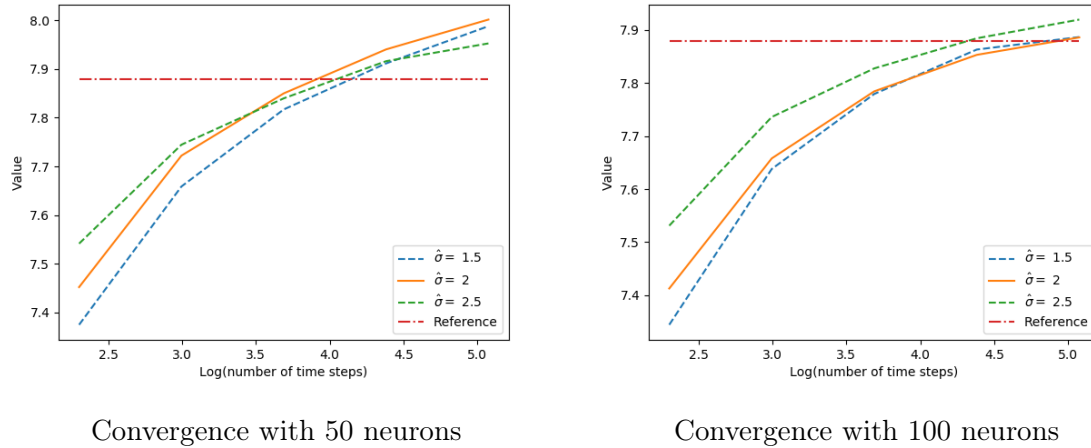 8.0
7.9
7.8
7.7
7.6
7.5
7.4
Value
2.5 3.0 3.5 4.0 4.5 5.0
Log(number of time steps)
σ̂ = 1.5
σ̂ = 2
σ̂ = 2.5
Reference
Convergence with 50 neurons
7.9
7.8
7.7
7.6
7.5
7.4
Value
2.5 3.0 3.5 4.0 4.5 5.0
Log(number of time steps)
σ̂ = 1.5
σ̂ = 2
σ̂ = 2.5
Reference
Convergence with 100 neurons